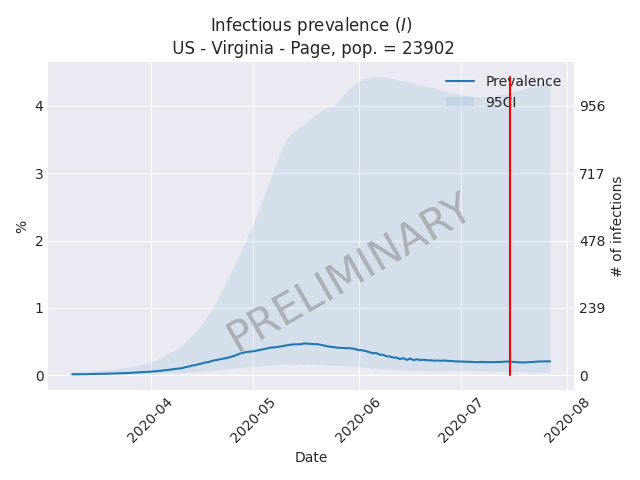 Infectious prevalence (I)
US - Virginia - Page, pop. = 23902
Prevalence
95CI
4
3
2
1
0
%
956
717
478
239
0
# of infections
PRELIMINARY
2020-04
2020-05
2020-06
2020-07
2020-08
Date